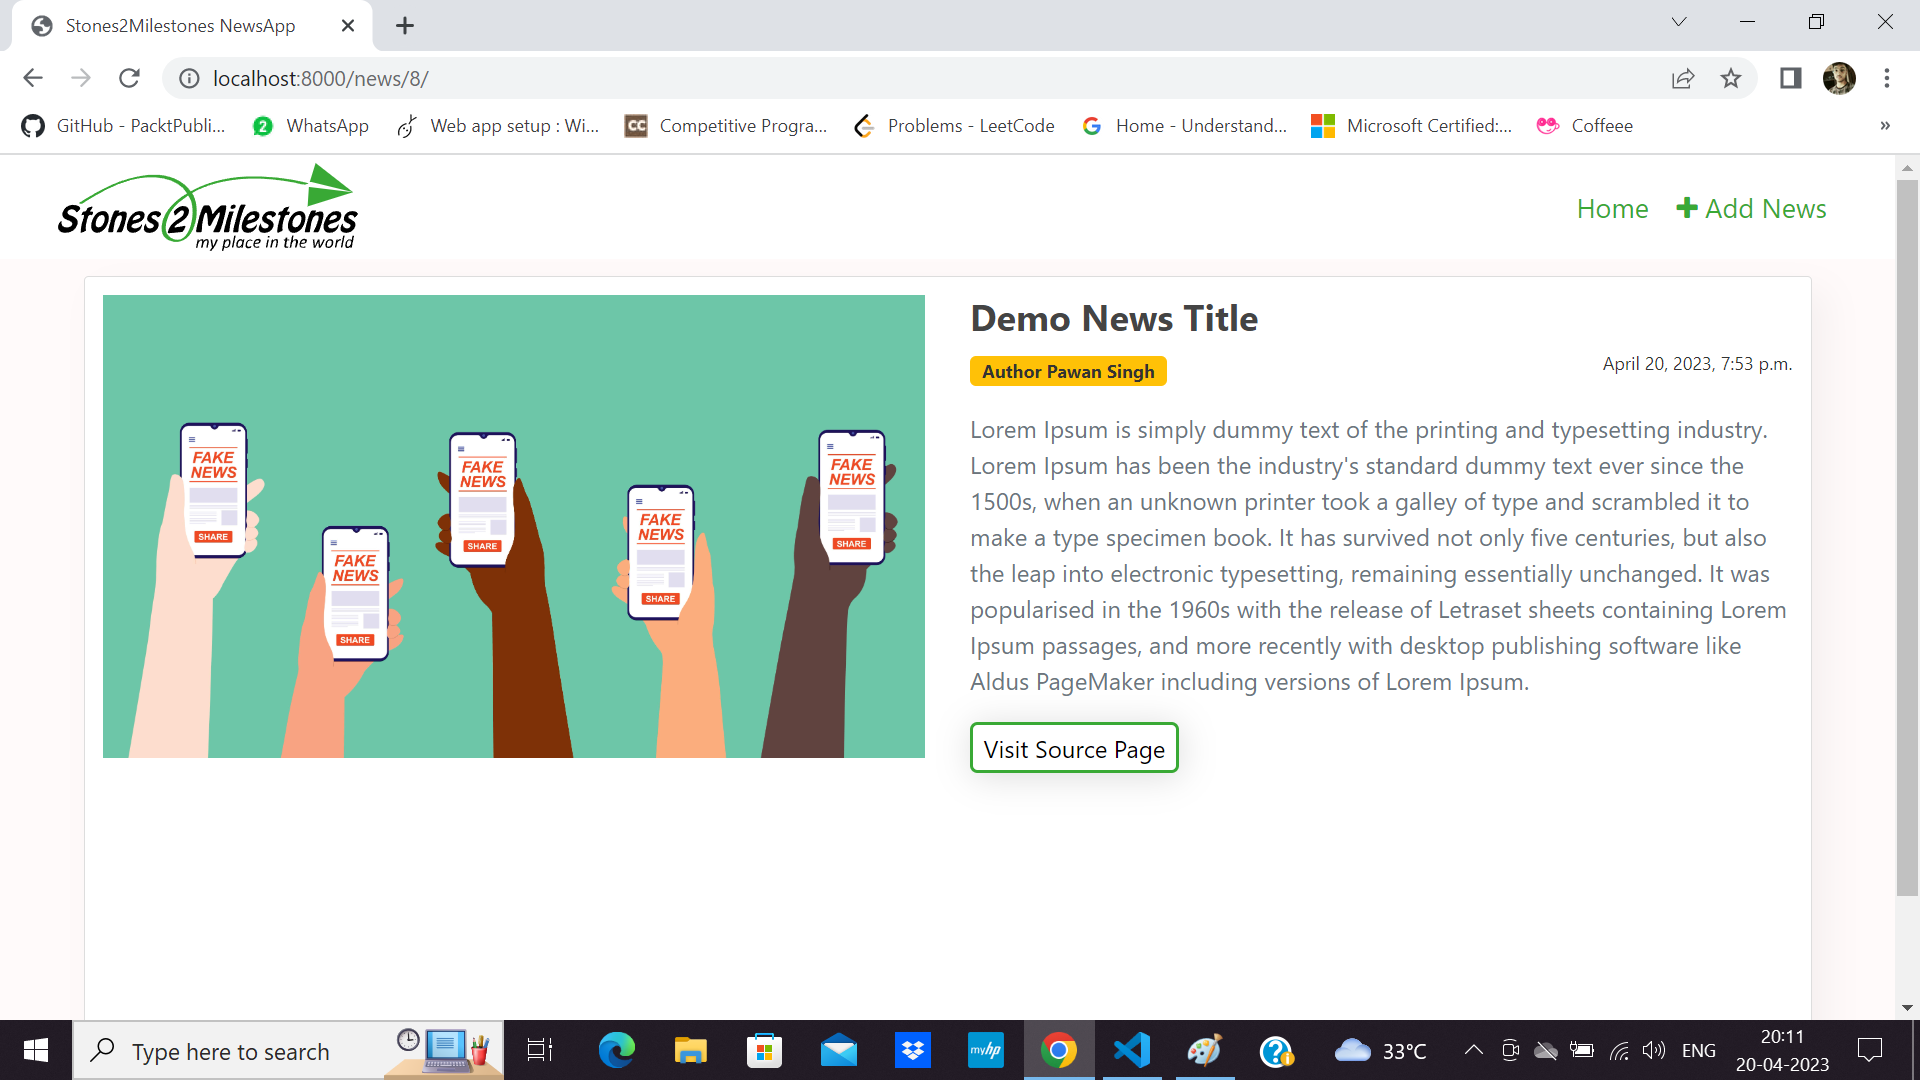 Stones2Milestones NewsApp
localhost:8000/news/8/
GitHub - PacktPubli...
2
WhatsApp
Web app setup : Wi...
CC
Competitive Progra...
Problems - LeetCode
Home - Understand...
Microsoft Certified:...
Coffeee
»
Stones2Milestones
my place in the world
Home
Add News
FAKE
NEWS
SHARE
FAKE
NEWS
SHARE
FAKE
NEWS
SHARE
FAKE
NEWS
SHARE
FAKE
NEWS
SHARE
Demo News Title
Author Pawan Singh
April 20, 2023, 7:53 p.m.
Lorem Ipsum is simply dummy text of the printing and typesetting industry.
Lorem Ipsum has been the industry's standard dummy text ever since the
1500s, when an unknown printer took a galley of type and scrambled it to
make a type specimen book. It has survived not only five centuries, but also
the leap into electronic typesetting, remaining essentially unchanged. It was
popularised in the 1960s with the release of Letraset sheets containing Lorem
Ipsum passages, and more recently with desktop publishing software like
Aldus PageMaker including versions of Lorem Ipsum.
Visit Source Page
Type here to search
myhp
33°C
ENG
20:11
20-04-2023